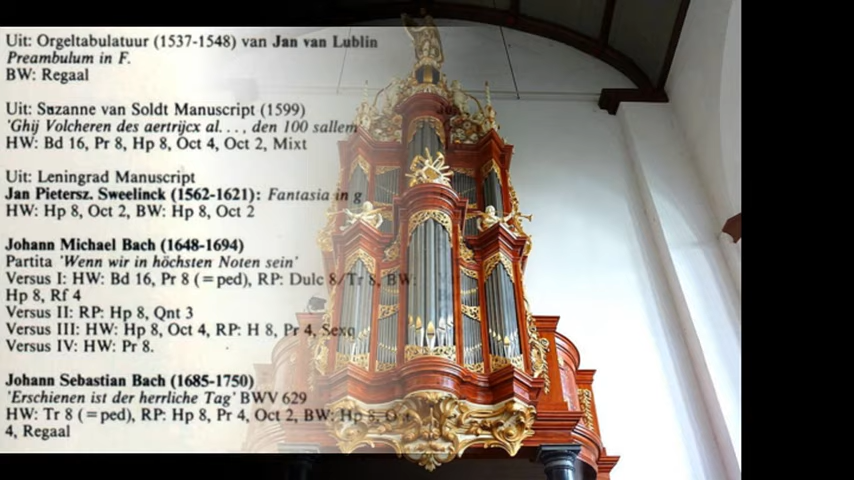 Uit: Orgeltabulatuur (1537-1548) van Jan van Lublin
Preambulum in F.
BW: Regaal
Uit: Suzanne van Soldt Manuscript (1599)
'Ghij Volcheren des aertrijcx al. . . , den 100 sallem
HW: Bd 16, Pr 8, Hp 8, Oct 4, Oct 2, Mixt
Uit: Leningrad Manuscript
Jan Pietersz. Sweelinck (1562-1621): Fantasia in g
HW: Hp 8, Oct 2, BW: Hp 8, Oct 2
Johann Michael Bach (1648-1694)
Partita 'Wenn wir in höchsten Noten sein'
Versus I: HW: Bd 16, Pr 8 (=ped), RP: Dulc 8/Tr 8, BW:
Hp 8, Rf 4
Versus II: RP: Hp 8, Qnt 3
Versus III: HW: Hp 8, Oct 4, RP: H 8, Pr 4, Sexq
Versus IV: HW: Pr 8.
Johann Sebastian Bach (1685-1750)
'Erschienen ist der herrliche Tag' BWV 629
HW: Tr 8 (=ped), RP: Hp 8, Pr 4, Oct 2, BW: Hp 8,
4, Regaal